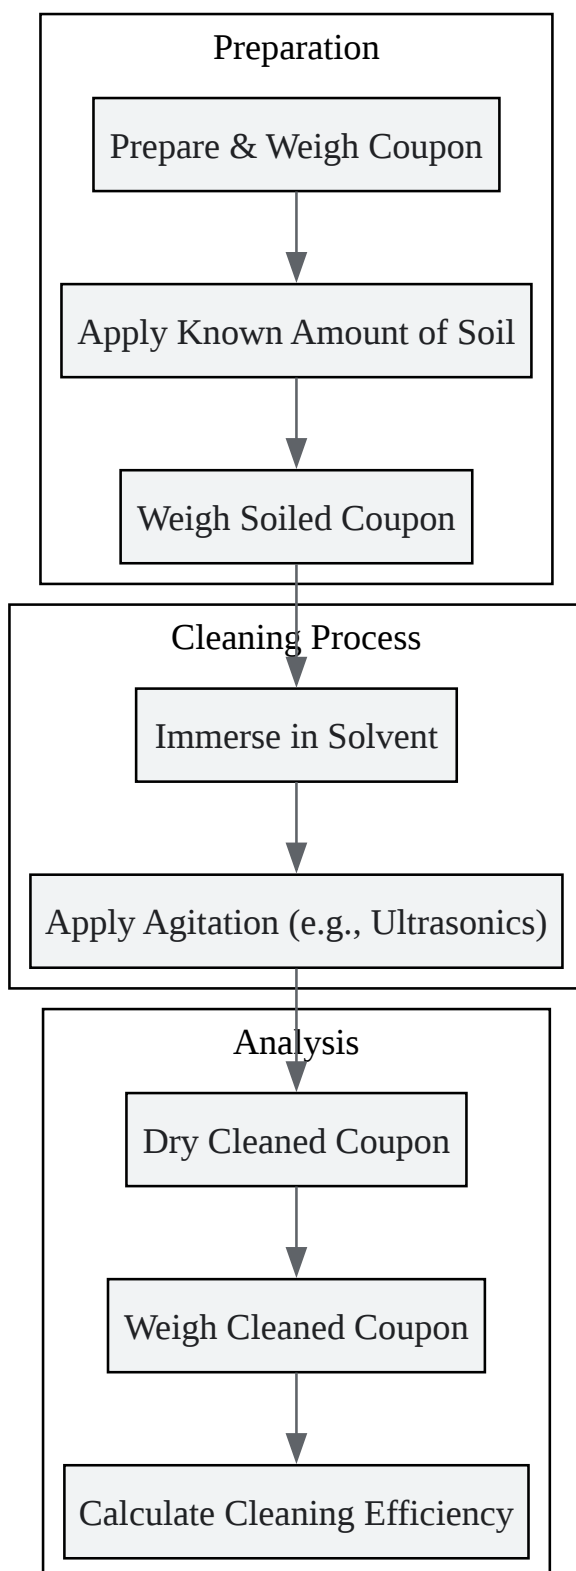 Preparation
Prepare & Weigh Coupon
Apply Known Amount of Soil
Weigh Soiled Coupon
Cleaning Process
Immerse in Solvent
Apply Agitation (e.g., Ultrasonics)
Analysis
Dry Cleaned Coupon
Weigh Cleaned Coupon
Calculate Cleaning Efficiency